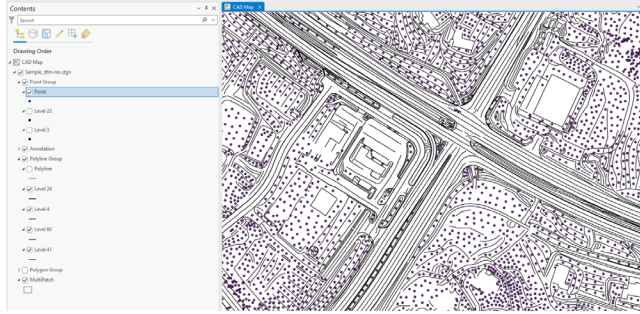 Contents
Search
Drawing Order
CAD Map
Sample_dtm-rev.dgn
Point Group
Point
Level 23
Level 3
Annotation
Polyline Group
Polyline
Level 24
Level 4
Level 60
Level 41
Polygon Group
MultiPatch
CAD Map